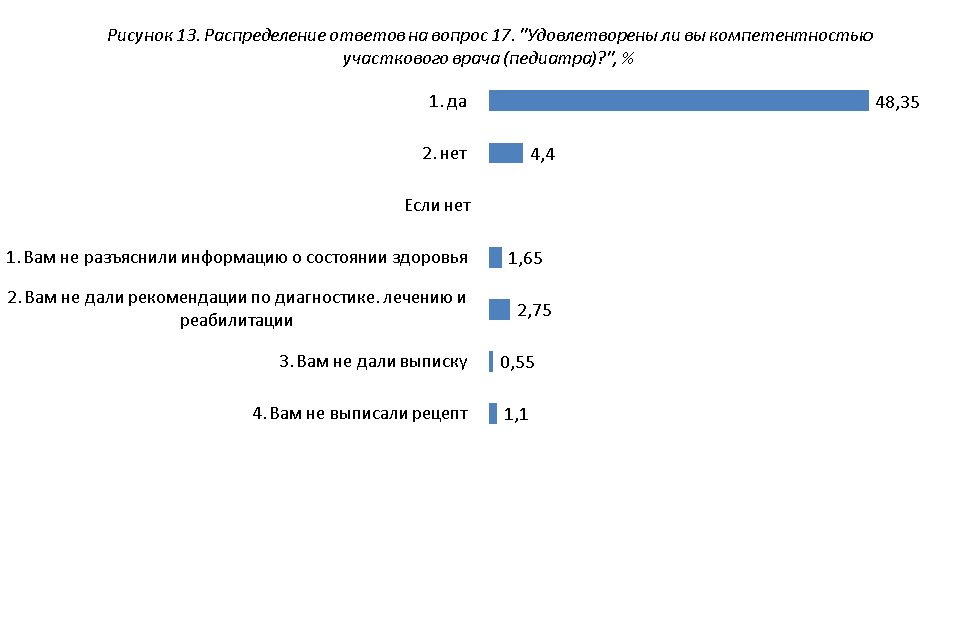 Рисунок 13. Распределение ответов на вопрос 17. "Удовлетворены ли вы компетентностью
участкового врача (педиатра)?", %
1. да
48,35
2. нет
4,4
Если нет
1. Вам не разъяснили информацию о состоянии здоровья
1,65
2. Вам не дали рекомендации по диагностике. лечению и
реабилитации
2,75
3. Вам не дали выписку
0,55
4. Вам не выписали рецепт
1,1